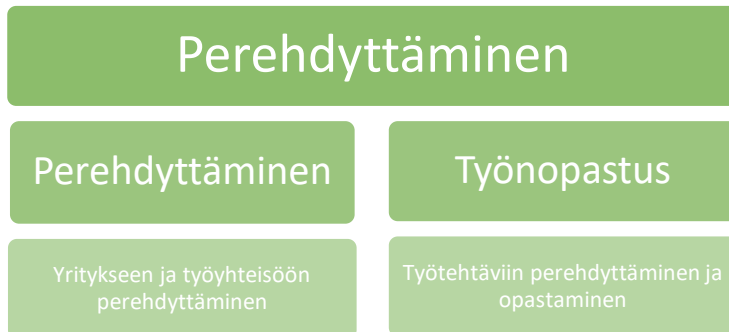 Perehdyttäminen
Perehdyttäminen
Työnopastus
Yritykseen ja työyhteisöön
perehdyttäminen
Työtehtäviin perehdyttäminen ja
opastaminen